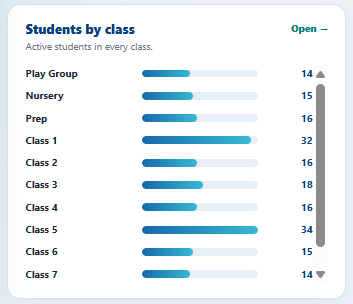 Students by class
Open →
Active students in every class.
Play Group 14
Nursery 15
Prep 16
Class 1 32
Class 2 16
Class 3 18
Class 4 16
Class 5 34
Class 6 15
Class 7 14